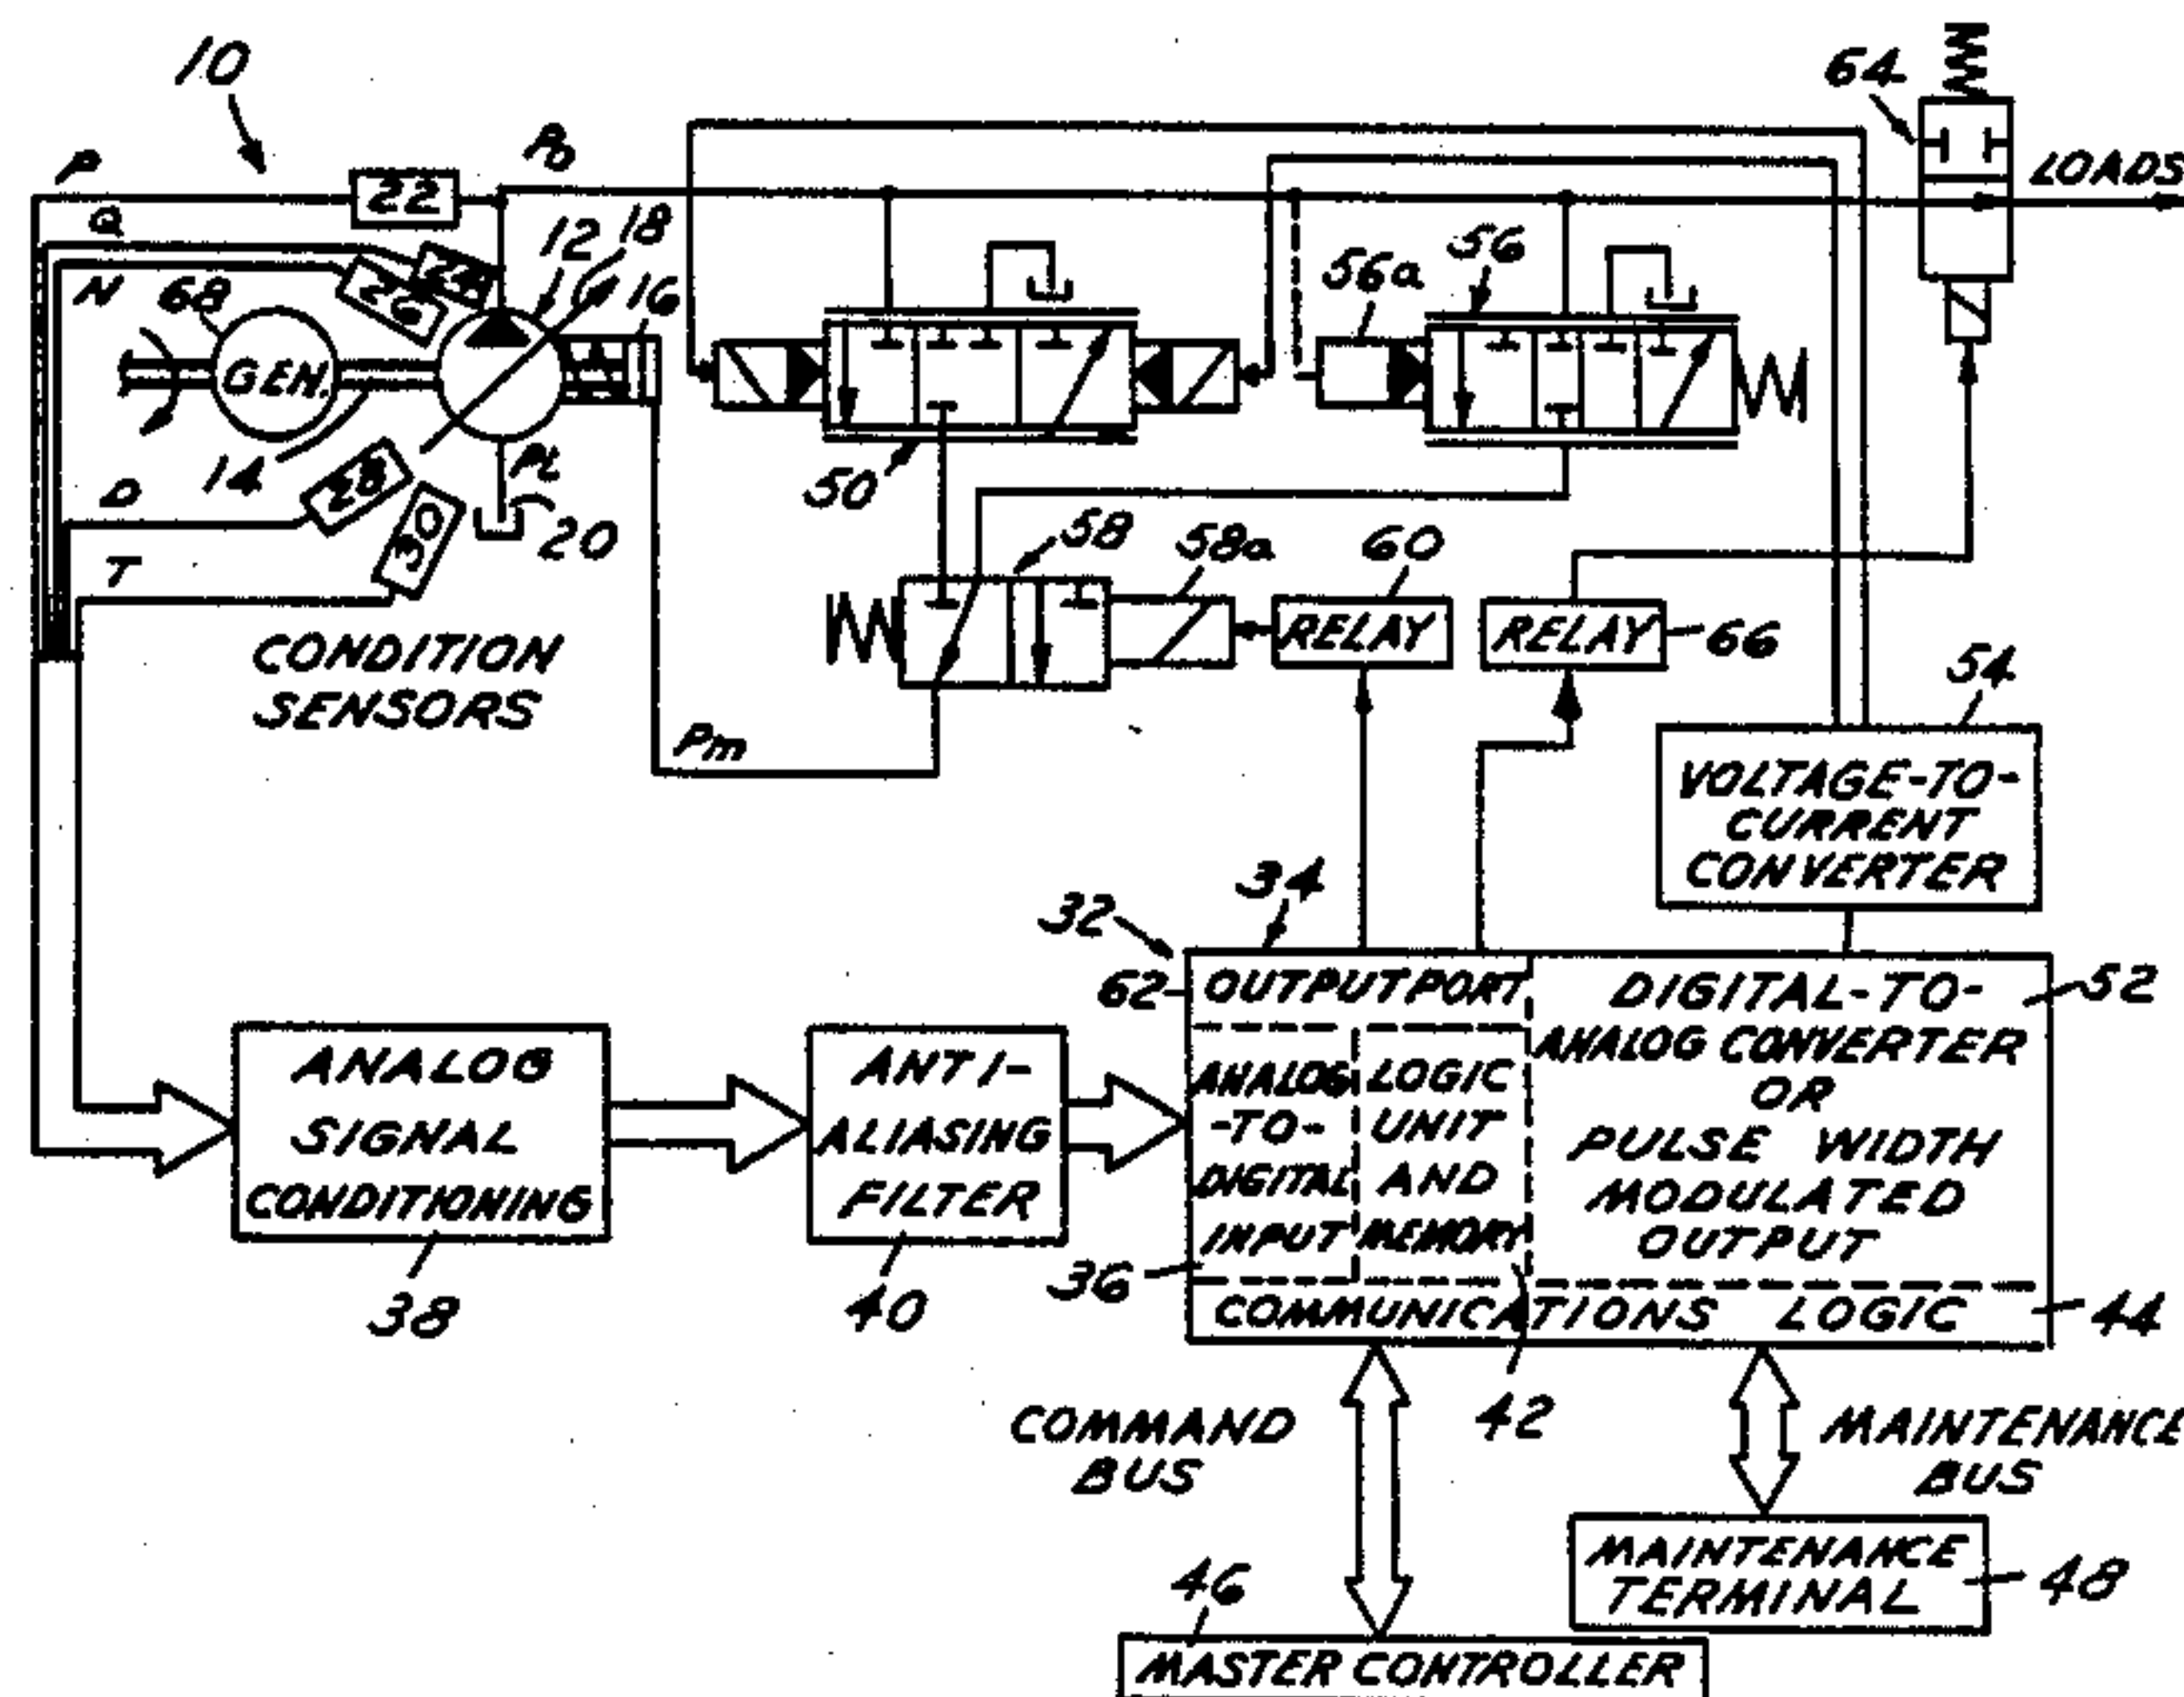 10
64
P
Po
22
LOADS
Q
12
18
24
56
N
68
26
56a
16
GEN.
14
50
28
PL
D
30
20
58
58a
60
T
RELAY
RELAY
66
CONDITION
SENSORS
54
Pm
VOLTAGE-TO-
CURRENT
CONVERTER
34
32
62
OUTPUT PORT
DIGITAL-TO-
ANALOG CONVERTER
OR
PULSE WIDTH
MODULATED
OUTPUT
52
ANALOG
SIGNAL
CONDITIONING
38
ANTI-
ALIASING
FILTER
40
ANALOG
-TO-
DIGITAL
INPUT
36
LOGIC
UNIT
AND
MEMORY
42
COMMUNICATIONS LOGIC
44
COMMAND
BUS
MAINTENANCE
BUS
MAINTENANCE
TERMINAL
48
46
MASTER CONTROLLER